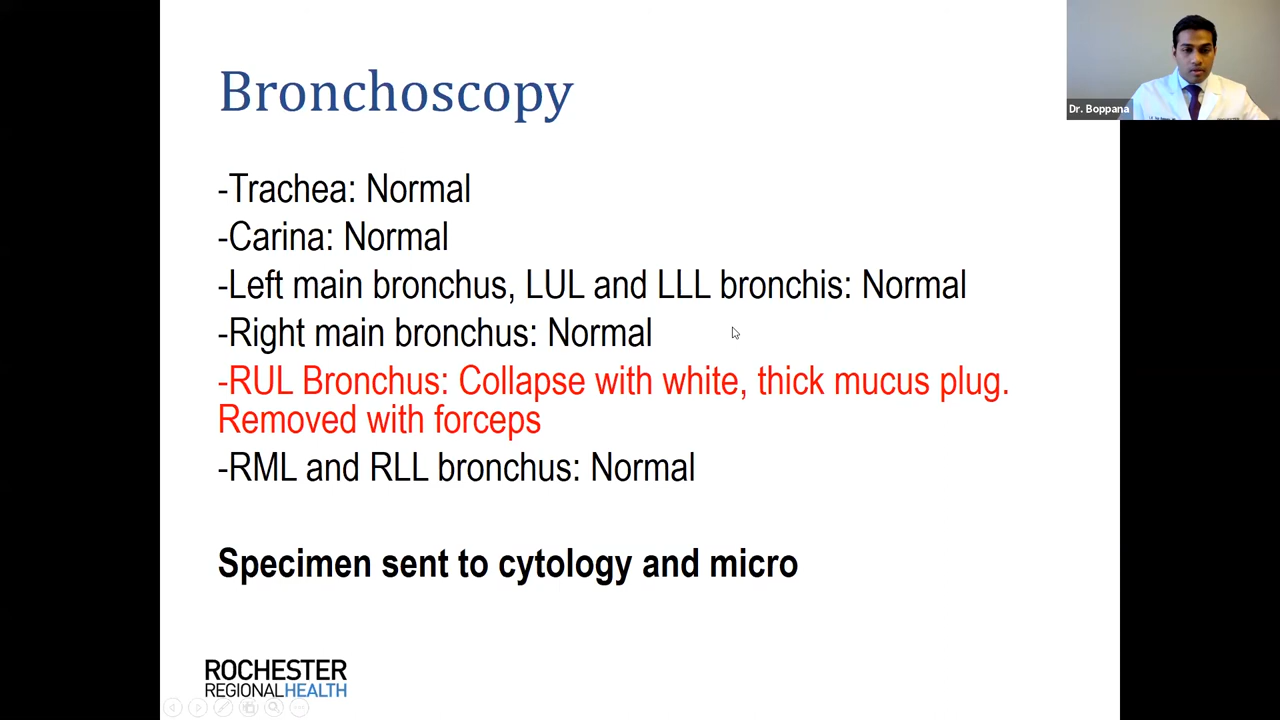 Bronchoscopy
Dr. Boppana
-Trachea: Normal
-Carina: Normal
-Left main bronchus, LUL and LLL bronchis: Normal
-Right main bronchus: Normal
-RUL Bronchus: Collapse with white, thick mucus plug.
Removed with forceps
-RML and RLL bronchus: Normal
Specimen sent to cytology and micro
ROCHESTER
REGIONALHEALTH